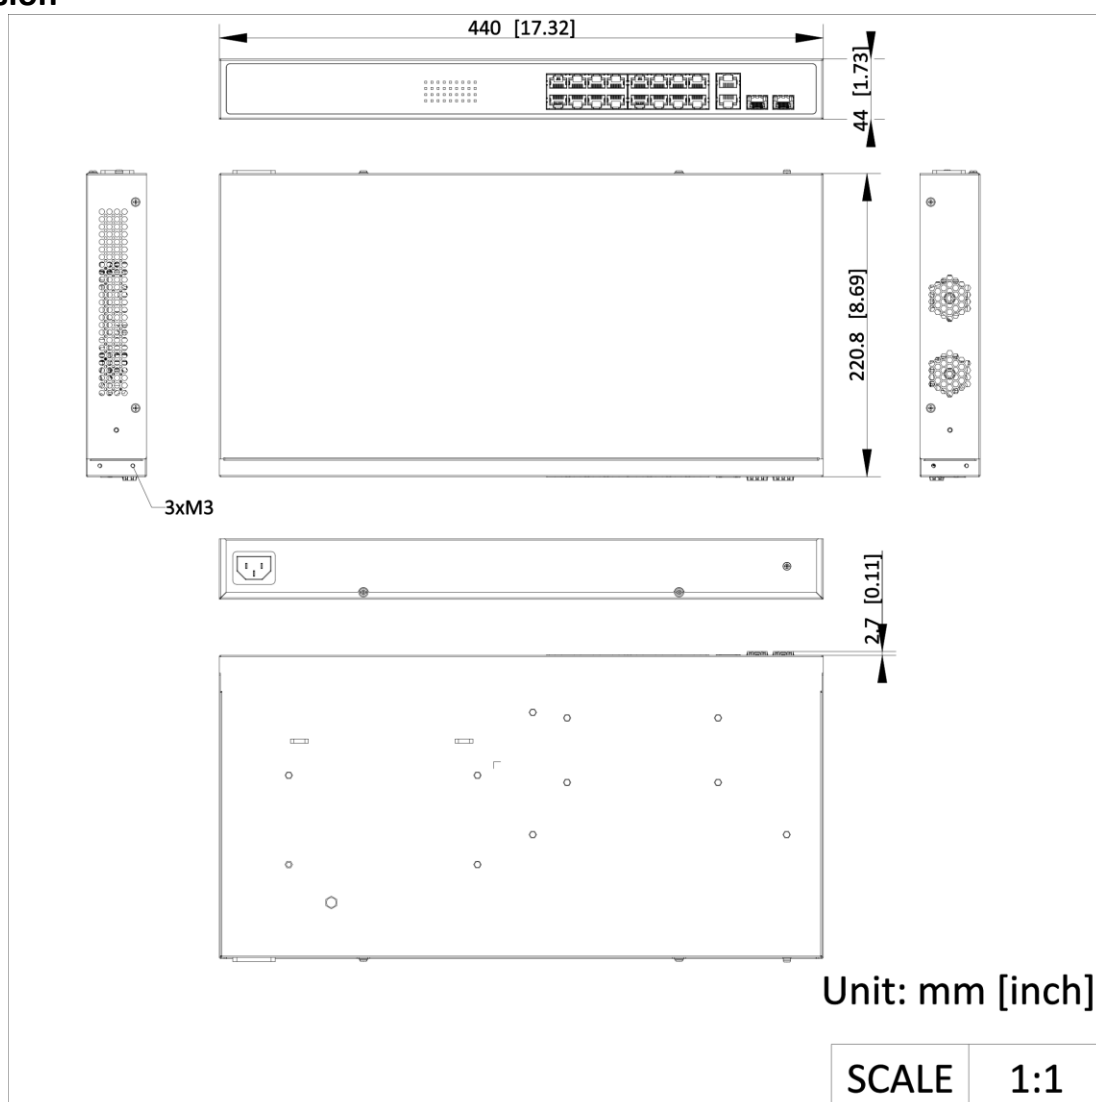 440 [17.32]
44 [1.73]
220.8 [8.69]
3xM3
2.7 [0.11]
Unit: mm [inch]
SCALE 1:1